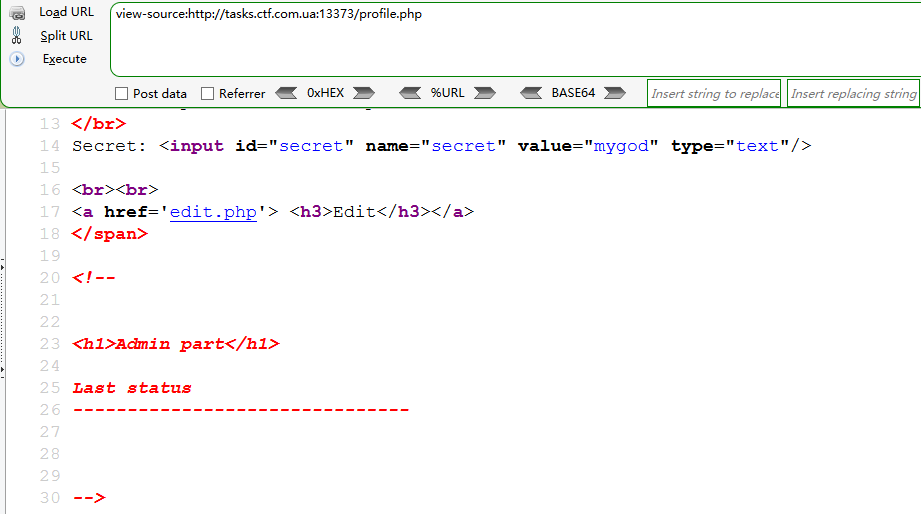 Load URL
view-source:http://tasks.ctf.com.ua:13373/profile.php
Split URL
Execute
Post data Referrer 0xHEX %URL BASE64 Insert string to replace Insert replacing string
13 </br>
14 Secret: <input id="secret" name="secret" value="mygod" type="text"/>
15
16 <br><br>
17 <a href='edit.php'> <h3>Edit</h3></a>
18 </span>
19
20 <!--
21
22
23 <h1>Admin part</h1>
24
25 Last status
26 -------------------------------
27
28
29
30 -->